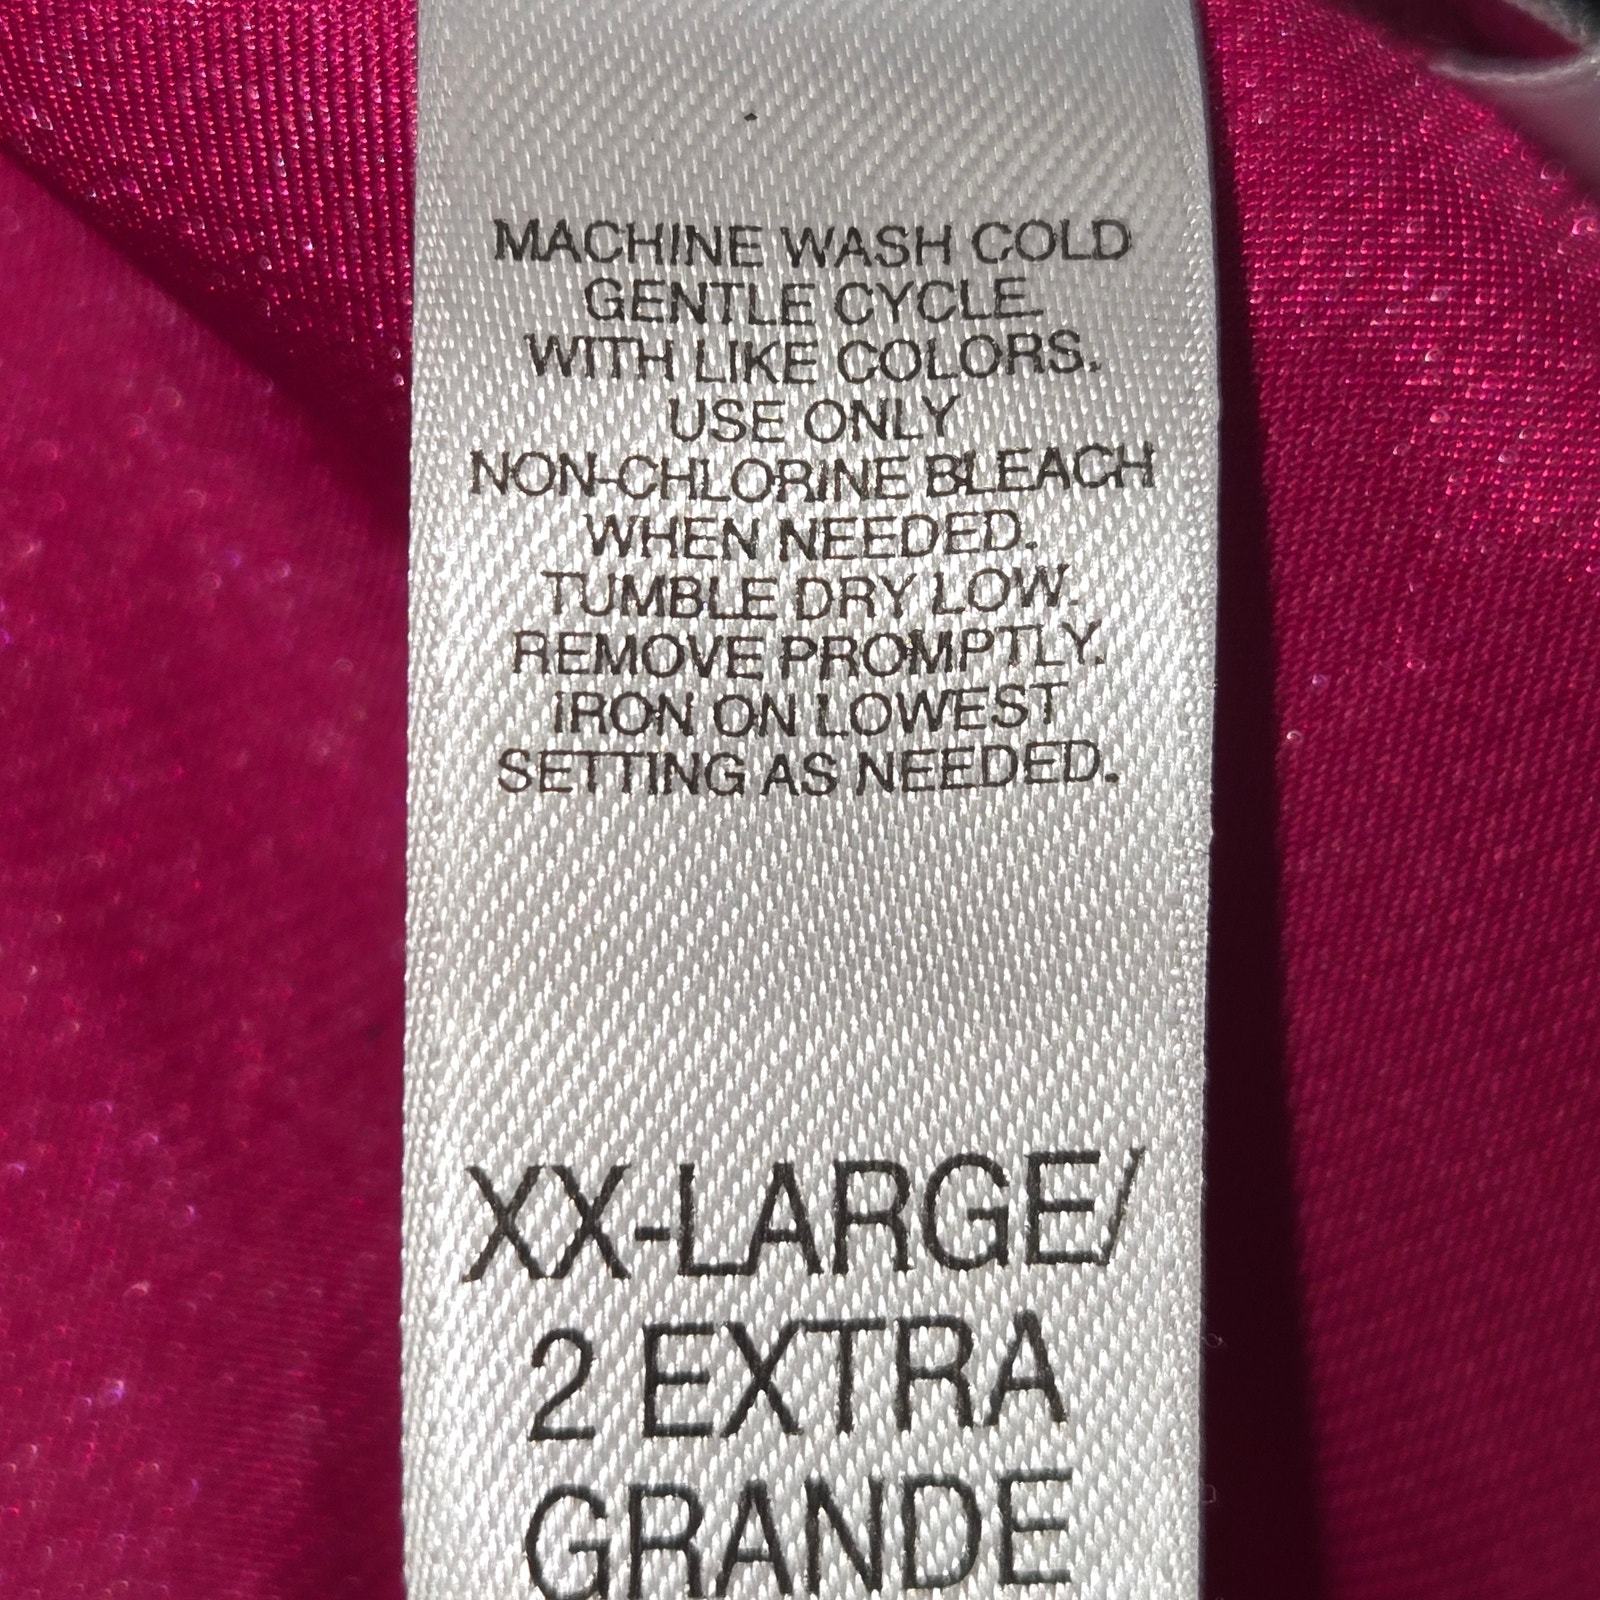 MACHINE WASH COLD
GENTLE CYCLE.
WITH LIKE COLORS.
USE ONLY
NON-CHLORINE BLEACH
WHEN NEEDED.
TUMBLE DRY LOW.
REMOVE PROMPTLY.
IRON ON LOWEST
SETTING AS NEEDED.
XX-LARGE/
2 EXTRA
GRANDE